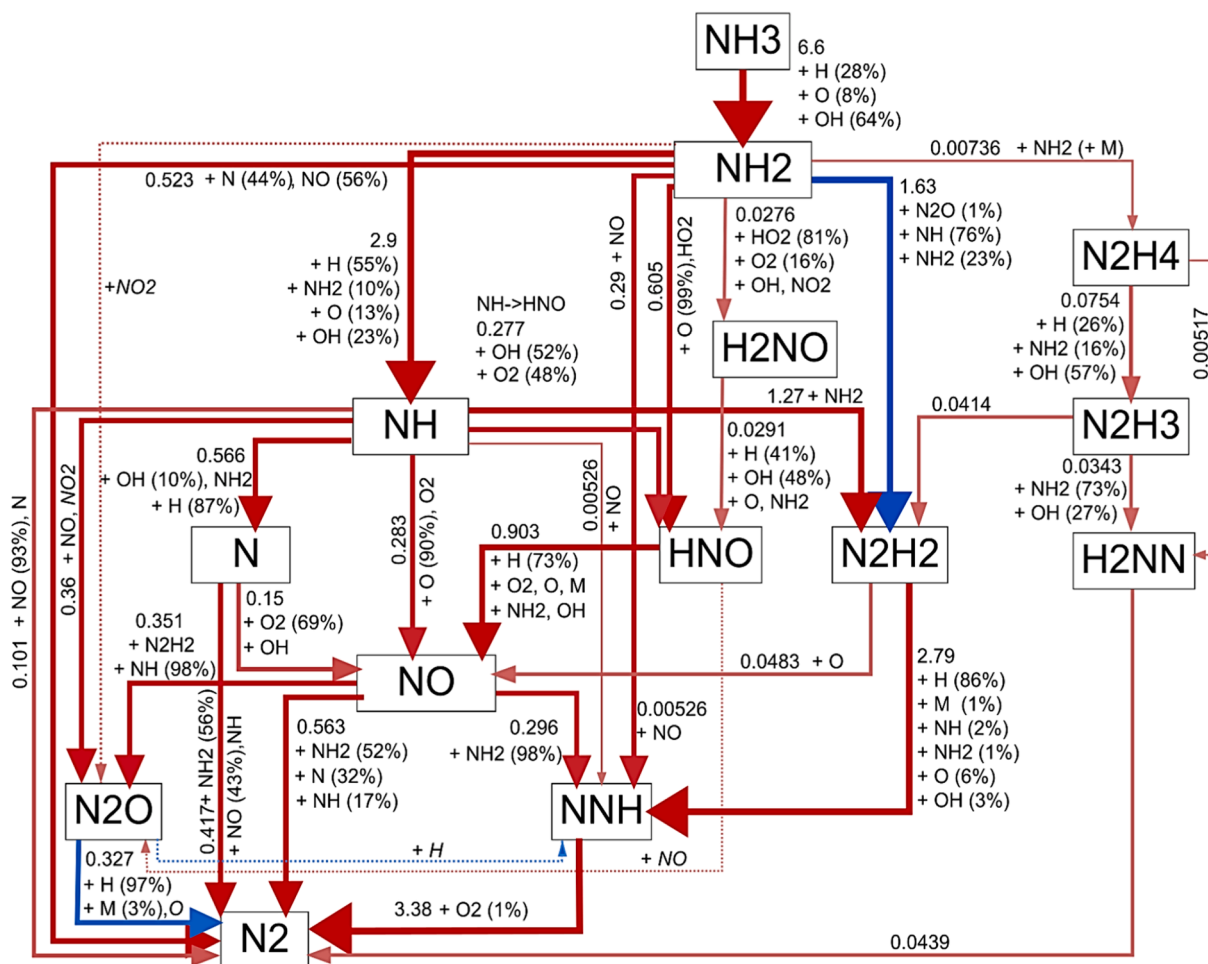 NH3
6.6
+ H (28%)
+ O (8%)
+ OH (64%)
NH2
0.00736 + NH2 (+ M)
0.523 + N (44%), NO (56%)
1.63
+ N2O (1%)
+ NH (76%)
+ NH2 (23%)
0.0276
+ HO2 (81%)
+ O2 (16%)
+ OH, NO2
2.9
+ H (55%)
+ NH2 (10%)
+ O (13%)
+ OH (23%)
+NO2
0.29 + NO
0.605
+ O (99%),HO2
N2H4
0.0754
+ H (26%)
+ NH2 (16%)
+ OH (57%)
0.00517
NH->HNO
0.277
+ OH (52%)
+ O2 (48%)
H2NO
1.27 + NH2
0.0414
NH
N2H3
0.566
+ OH (10%), NH2
+ H (87%)
0.0291
+ H (41%)
+ OH (48%)
+ O, NH2
0.0343
+ NH2 (73%)
+ OH (27%)
0.101 + NO (93%), N
0.36 + NO, NO2
0.283
+ O (90%), O2
0.00526
+ NO
N
HNO
N2H2
H2NN
0.903
+ H (73%)
+ O2, O, M
+ NH2, OH
0.15
+ O2 (69%)
+ OH
0.351
+ N2H2
+ NH (98%)
NO
0.0483 + O
2.79
+ H (86%)
+ M (1%)
+ NH (2%)
+ NH2 (1%)
+ O (6%)
+ OH (3%)
0.417+ NH2 (56%)
+ NO (43%),NH
0.563
+ NH2 (52%)
+ N (32%)
+ NH (17%)
0.296
+ NH2 (98%)
0.00526
+ NO
N2O
NNH
+ H
+ NO
0.327
+ H (97%)
+ M (3%),O
N2
3.38 + O2 (1%)
0.0439